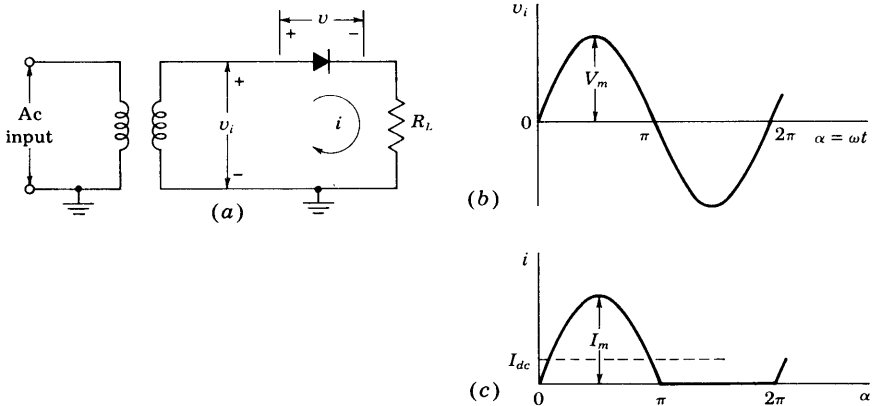 v
+ −
Ac
input
+
v_i
−
i
R_L
(a)
v_i
V_m
0
π
2π
α = ωt
(b)
i
I_m
I_dc
0
π
2π
α
(c)